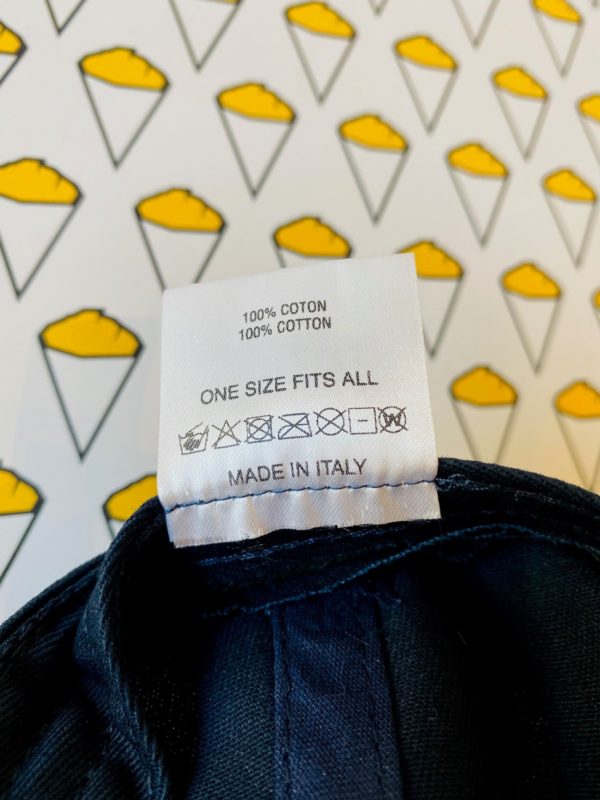 100% COTON
100% COTTON
ONE SIZE FITS ALL
W
MADE IN ITALY